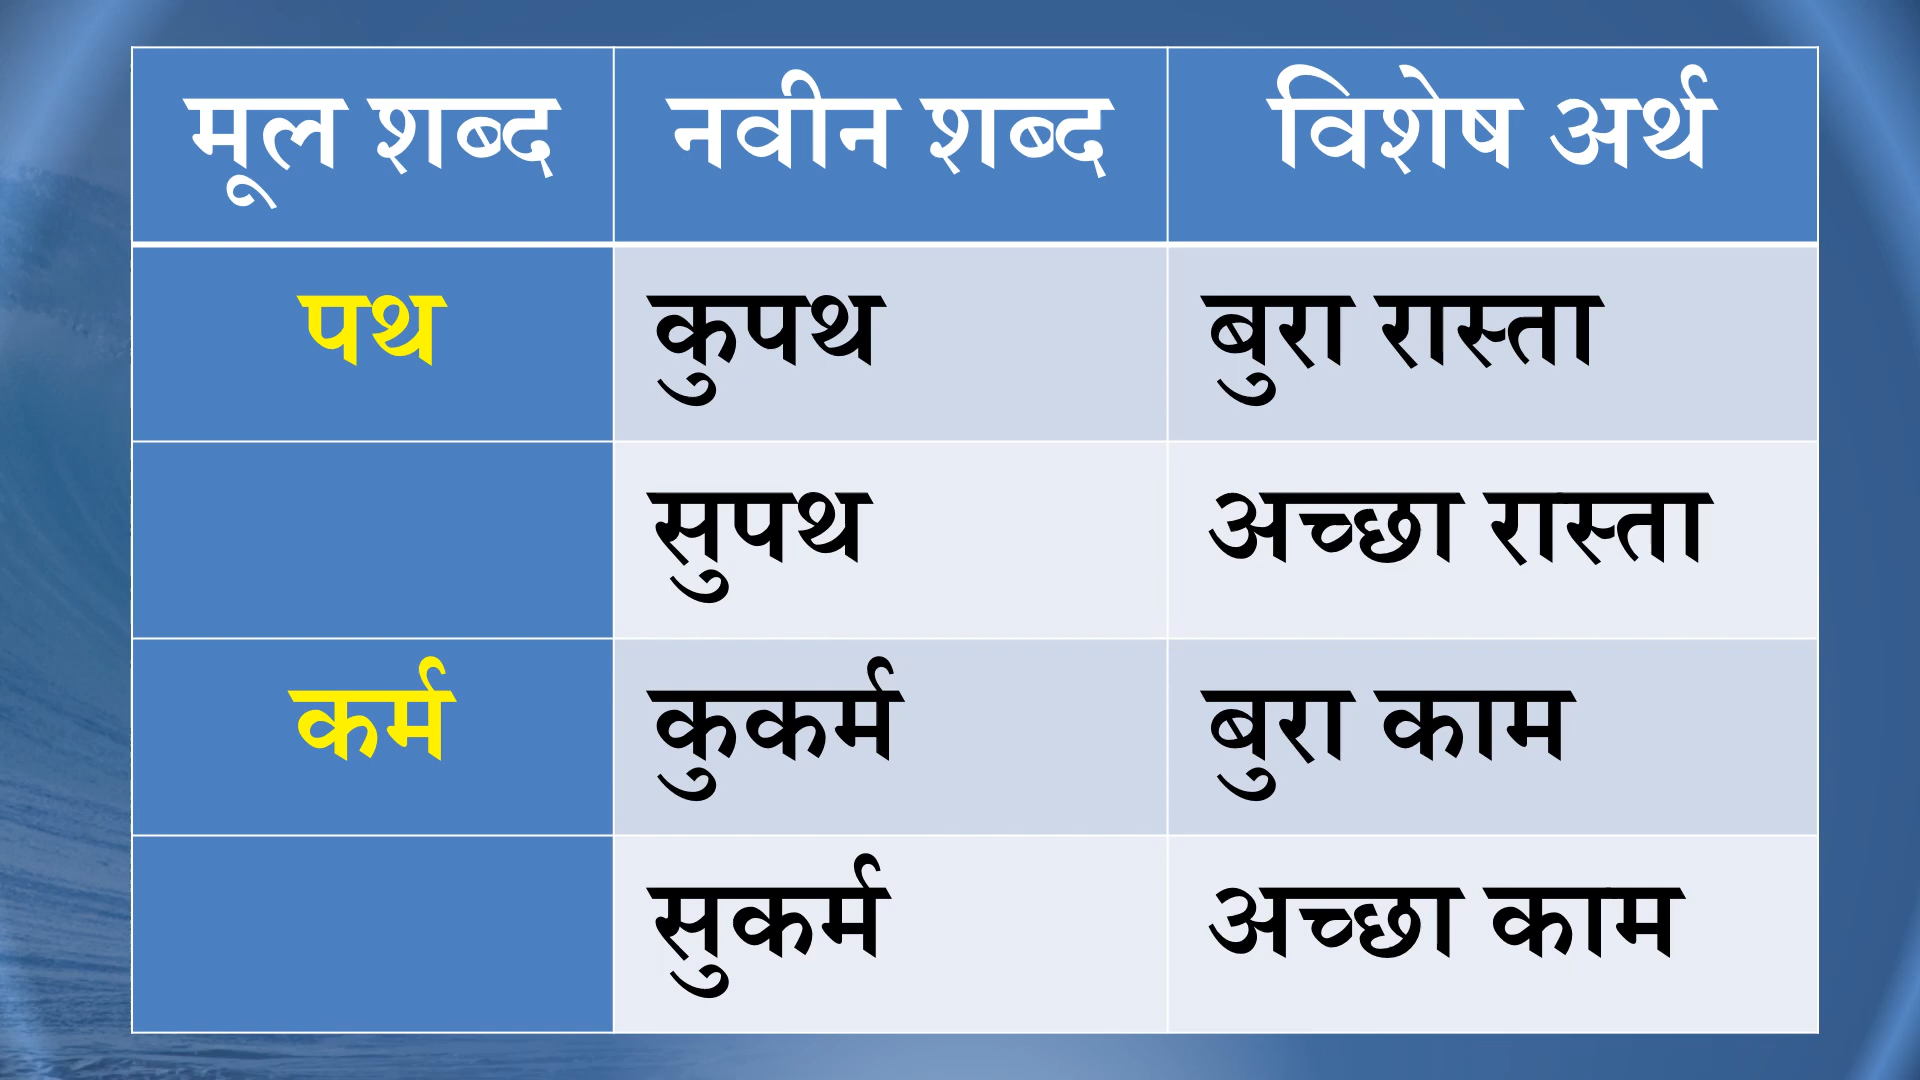 मूल शब्द नवीन शब्द विशेष अर्थ
पथ कुपथ बुरा रास्ता
सुपथ अच्छा रास्ता
कर्म कुकर्म बुरा काम
सुकर्म अच्छा काम